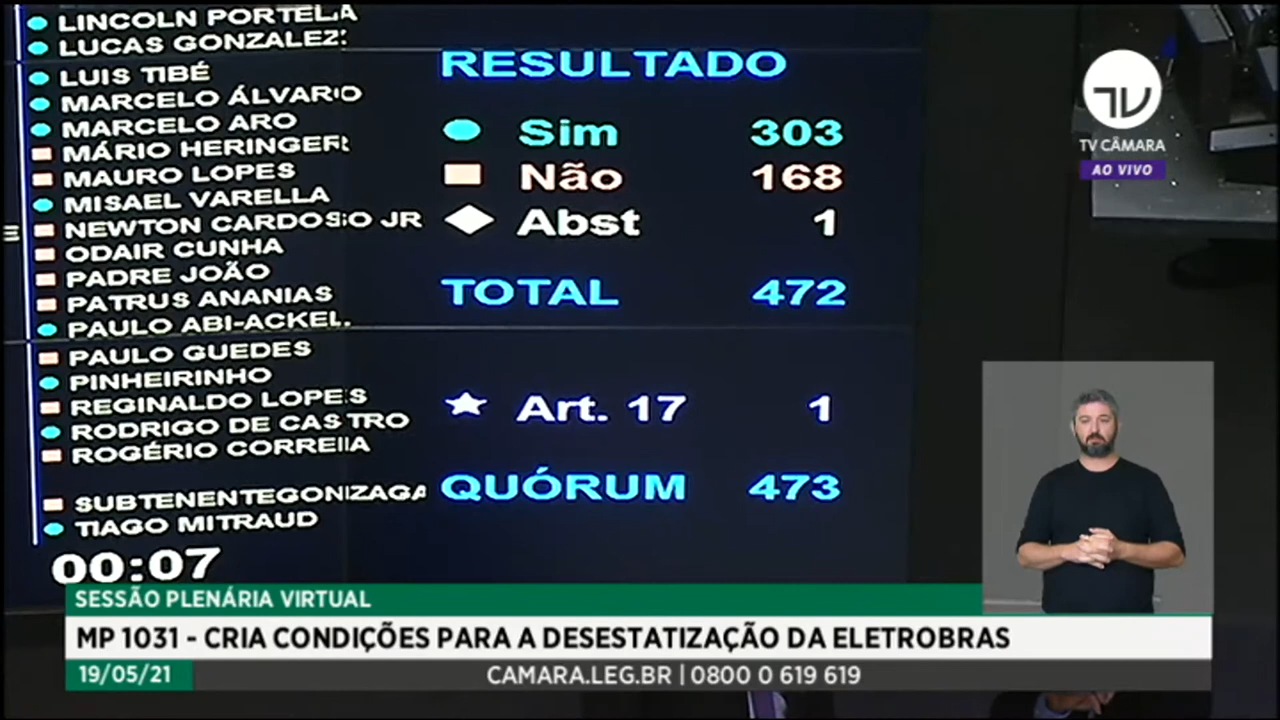 LINCOLN PORTELA
LUCAS GONZALEZ
LUIS TIBÉ
MARCELO ÁLVARO
MARCELO ARO
MÁRIO HERINGER
MAURO LOPES
MISAEL VARELLA
NEWTON CARDOSO JR
ODAIR CUNHA
PADRE JOÃO
PATRUS ANANIAS
PAULO ABI-ACKEL.
PAULO GUEDES
PINHEIRINHO
REGINALDO LOPES
RODRIGO DE CASTRO
ROGÉRIO CORREIA
SUBTENENTEGONZAGA
TIAGO MITRAUD
00:07
RESULTADO
Sim 303
Não 168
Abst 1
TOTAL 472
Art. 17 1
QUÓRUM 473
TV CÂMARA
AO VIVO
SESSÃO PLENÁRIA VIRTUAL
MP 1031 - CRIA CONDIÇÕES PARA A DESESTATIZAÇÃO DA ELETROBRAS
19/05/21
CAMARA.LEG.BR | 0800 0 619 619